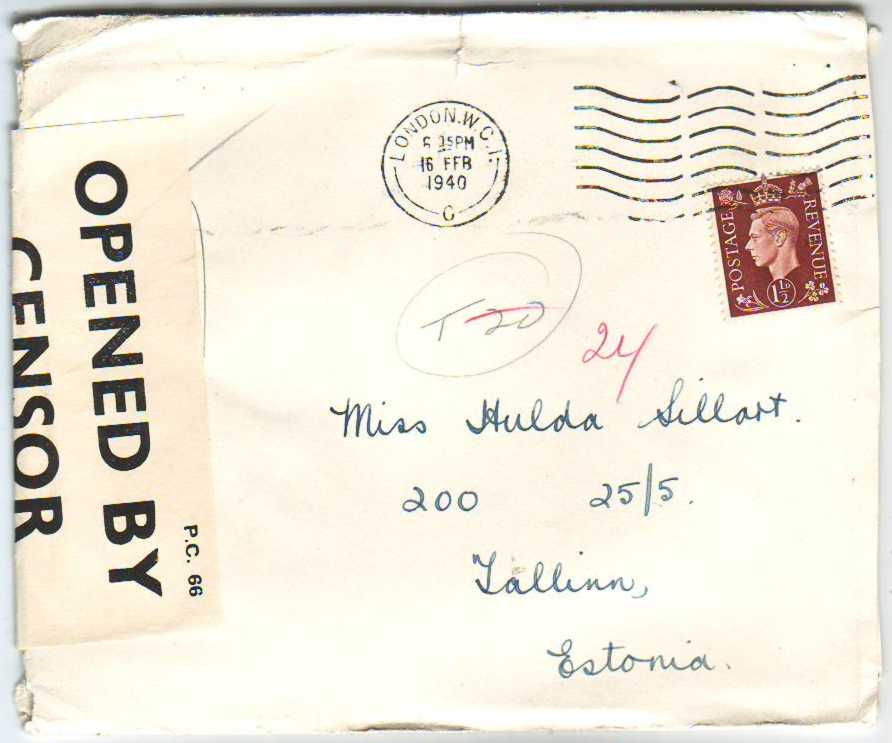 LONDON.W.C.1.
6 15PM
16 FEB
1940
C
POSTAGE
REVENUE
1½D
OPENED BY
CENSOR
P.C. 66
T 20
24
Miss Hulda Sillart.
200 25/5.
Tallinn,
Estonia.